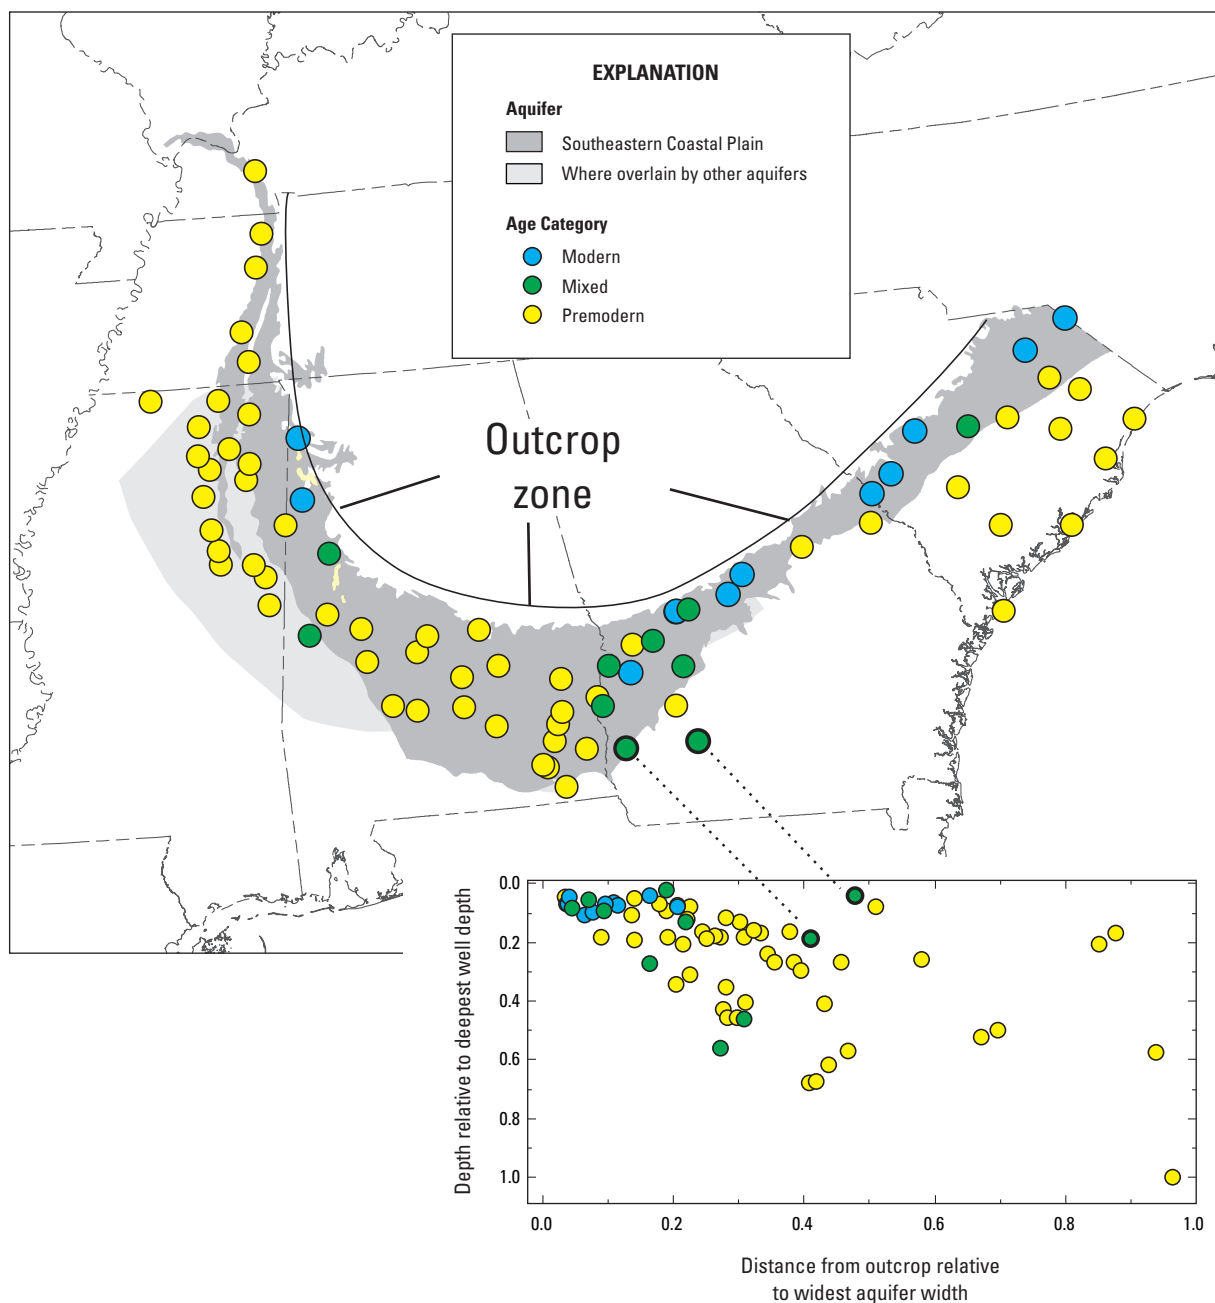 EXPLANATION
Aquifer
Southeastern Coastal Plain
Where overlain by other aquifers
Age Category
Modern
Mixed
Premodern
Outcrop
zone
0.0
0.2
0.4
0.6
0.8
1.0
Depth relative to deepest well depth
0.0 0.2 0.4 0.6 0.8 1.0
Distance from outcrop relative
to widest aquifer width